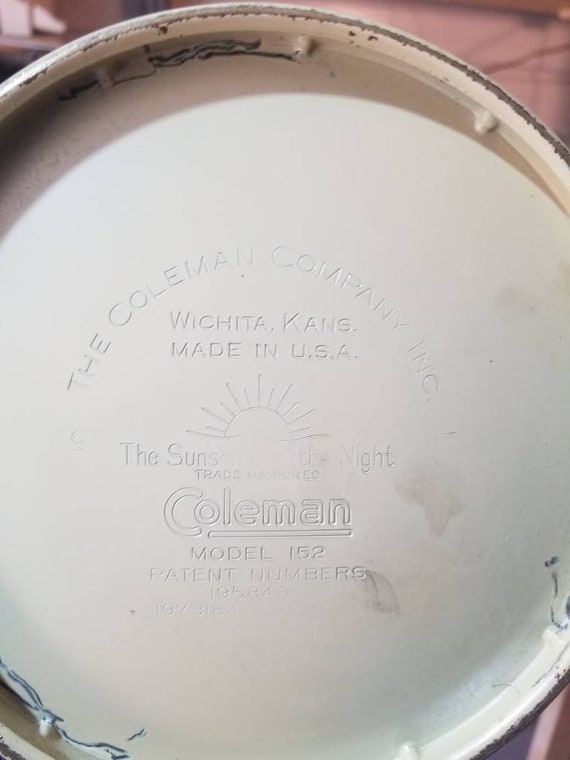 THE COLEMAN COMPANY INC.
WICHITA, KANS.
MADE IN U.S.A.
5
The Sunsh the Night
TRADE MARK REG
Coleman
MODEL 152
PATENT NUMBERS